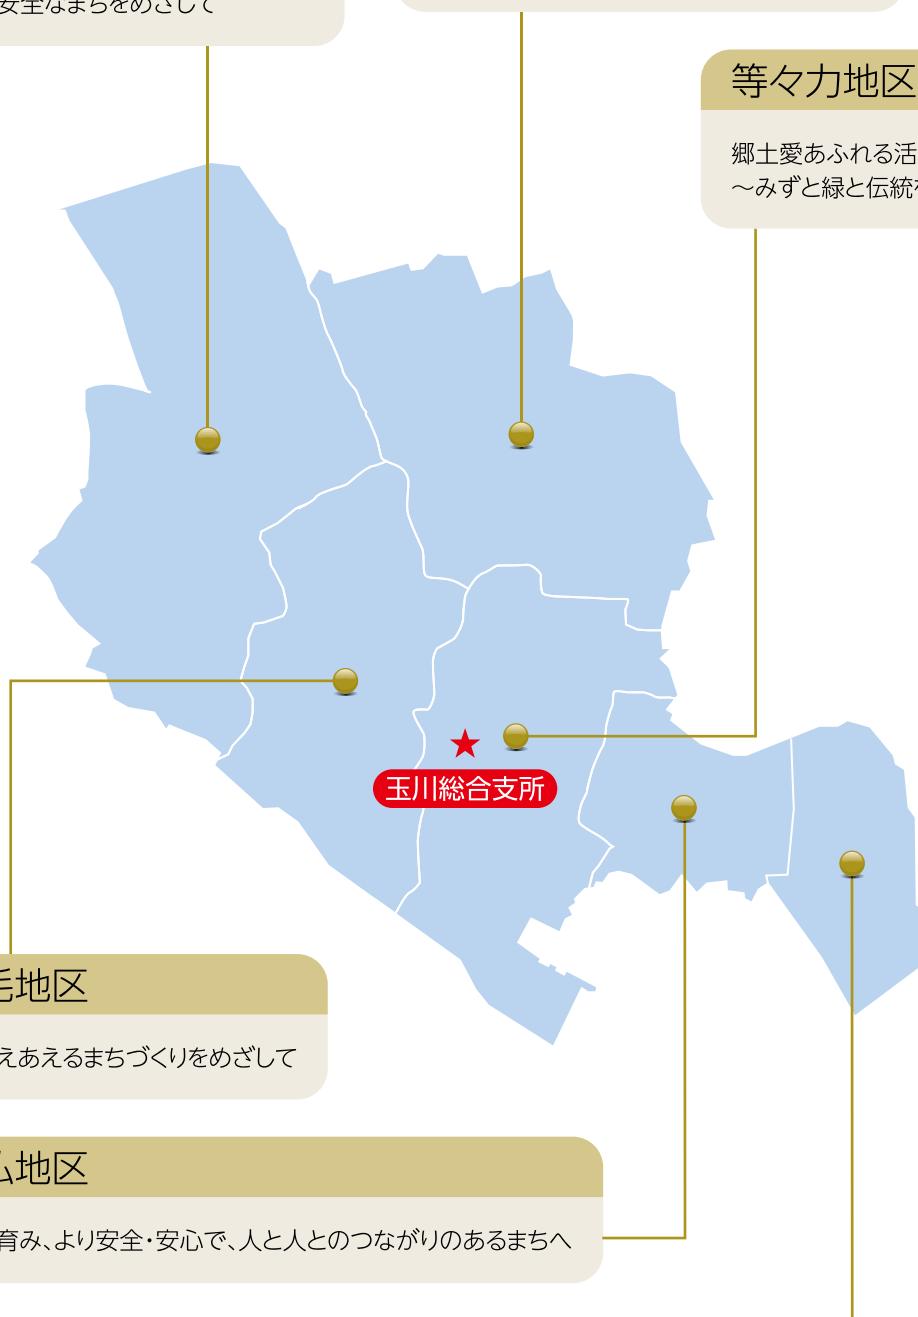 安全なまちをめざして
等々力地区
郷土愛あふれる活
～みずと緑と伝統
玉川総合支所
毛地区
えあえるまちづくりをめざして
仏地区
育み、より安全・安心で、人と人とのつながりのあるまちへ